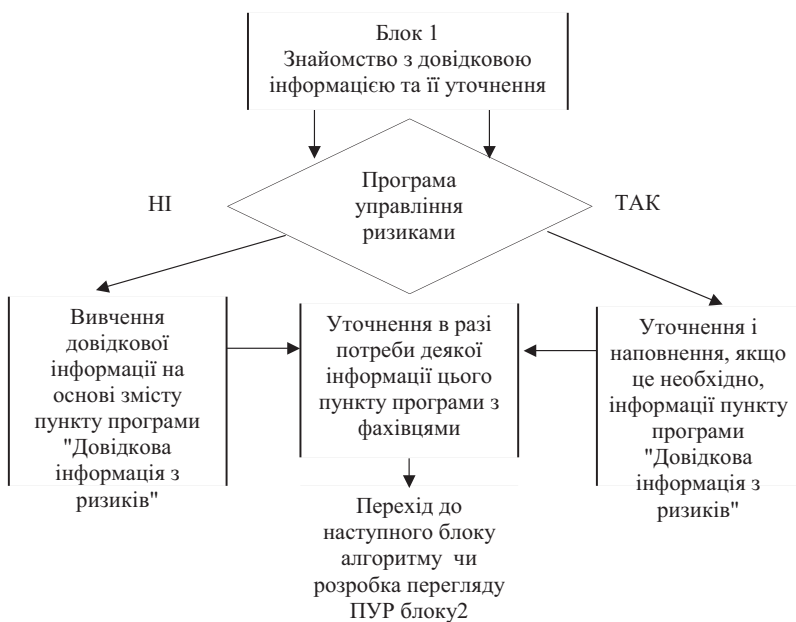 Блок 1
Знайомство з довідковою
інформацією та її уточнення
Програма
управління
ризиками
НІ
ТАК
Вивчення
довідкової
інформації на
основі змісту
пункту програми
"Довідкова
інформація з
ризиків"
Уточнення в разі
потреби деякої
інформації цього
пункту програми з
фахівцями
Уточнення і
наповнення, якщо
це необхідно,
інформації пункту
програми
"Довідкова
інформація з
ризиків"
Перехід до
наступного блоку
алгоритму чи
розробка перегляду
ПУР блоку2